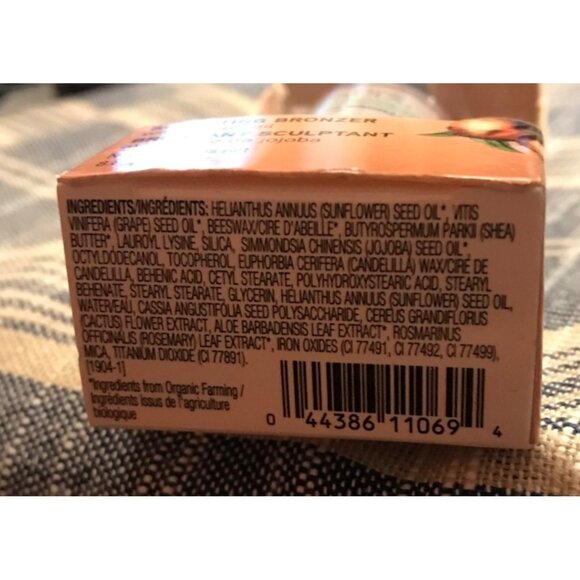 TING BRONZER
ANT SCULPTANT
jojoba
INGREDIENTS/INGRÉDIENTS: HELIANTHUS ANNUUS (SUNFLOWER) SEED OIL*, VITIS
VINIFERA (GRAPE) SEED OIL*, BEESWAX/CIRE D'ABEILLE*, BUTYROSPERMUM PARKII (SHEA)
BUTTER*, LAUROYL LYSINE, SILICA, SIMMONDSIA CHINENSIS (JOJOBA) SEED OIL*,
OCTYLDODECANOL, TOCOPHEROL, EUPHORBIA CERIFERA (CANDELILLA) WAX/CIRE DE
CANDELILLA, BEHENIC ACID, CETYL STEARATE, POLYHYDROXYSTEARIC ACID, STEARYL
BEHENATE, STEARYL STEARATE, GLYCERIN, HELIANTHUS ANNUUS (SUNFLOWER) SEED OIL,
WATER/EAU, CASSIA ANGUSTIFOLIA SEED POLYSACCHARIDE, CEREUS GRANDIFLORUS
(CACTUS) FLOWER EXTRACT, ALOE BARBADENSIS LEAF EXTRACT*, ROSMARINUS
OFFICINALIS (ROSEMARY) LEAF EXTRACT*, IRON OXIDES (CI 77491, CI 77492, CI 77499),
MICA, TITANIUM DIOXIDE (CI 77891).
[1904-1]
*Ingredients from Organic Farming /
Ingrédients issus de l'agriculture
biologique
0 44386 11069 4